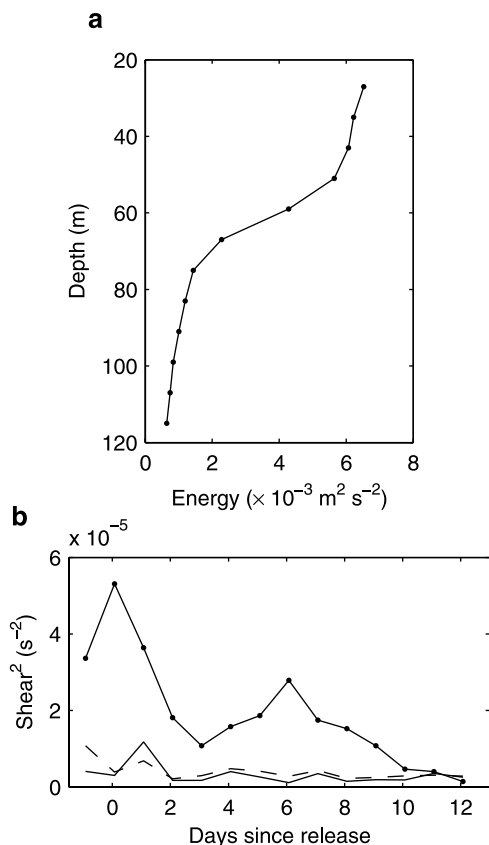 a
20
40
60
80
100
120
Depth (m)
0 2 4 6 8
Energy (× 10⁻³ m² s⁻²)
b
x 10⁻⁵
6
4
2
0
Shear² (s⁻²)
0 2 4 6 8 10 12
Days since release